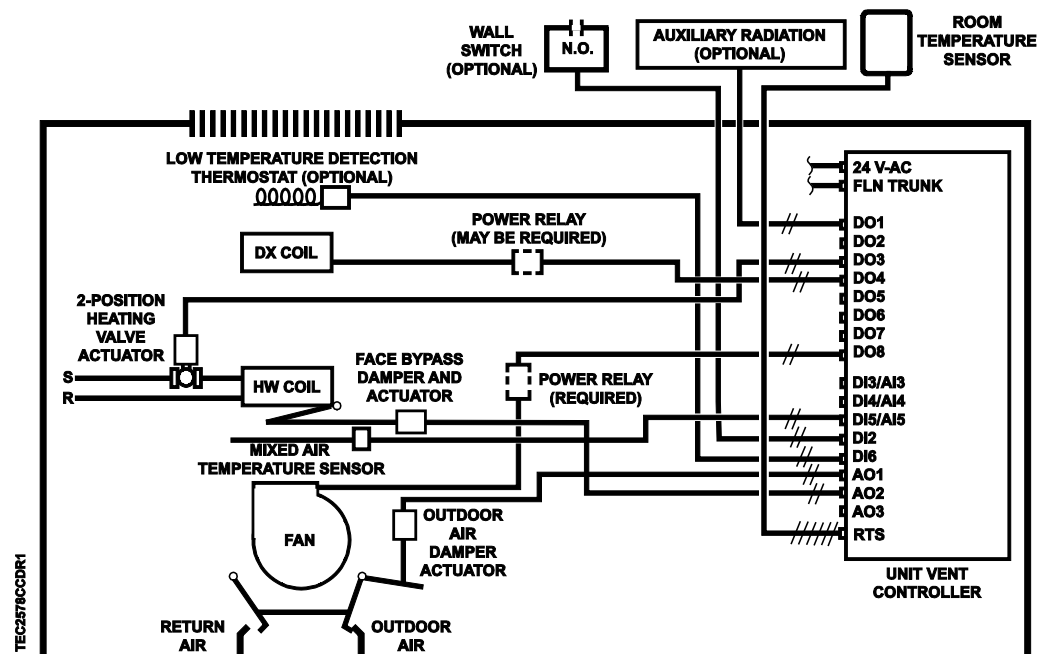 WALL
SWITCH
(OPTIONAL)
N.O.
AUXILIARY RADIATION
(OPTIONAL)
ROOM
TEMPERATURE
SENSOR
LOW TEMPERATURE DETECTION
THERMOSTAT (OPTIONAL)
24 V-AC
FLN TRUNK
POWER RELAY
(MAY BE REQUIRED)
DX COIL
DO1
DO2
DO3
DO4
DO5
DO6
DO7
DO8
DI3/AI3
DI4/AI4
DI5/AI5
DI2
DI6
AO1
AO2
AO3
RTS
UNIT VENT
CONTROLLER
2-POSITION
HEATING
VALVE
ACTUATOR
S
R
HW COIL
FACE BYPASS
DAMPER AND
ACTUATOR
POWER RELAY
(REQUIRED)
MIXED AIR
TEMPERATURE SENSOR
FAN
OUTDOOR
AIR
DAMPER
ACTUATOR
RETURN
AIR
OUTDOOR
AIR
TEC2578CCDR1